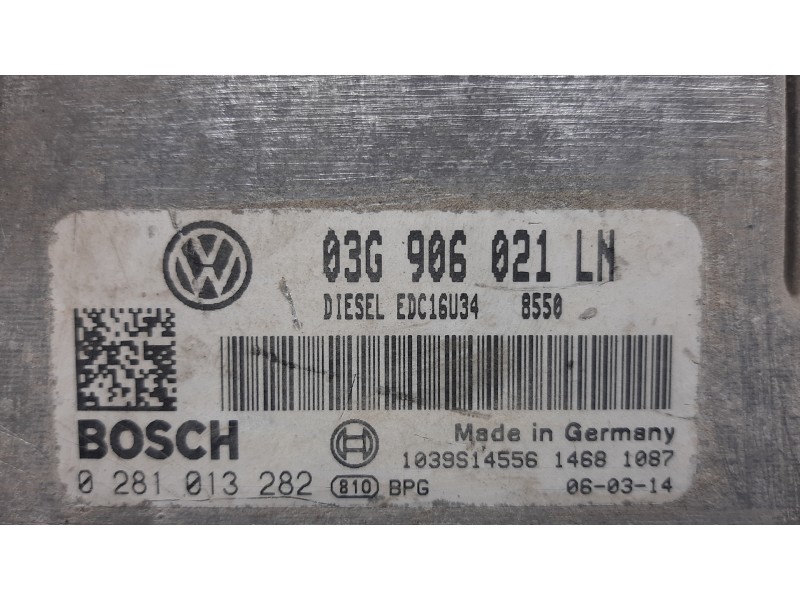 03G 906 021 LN
DIESEL EDC16U34 8550
BOSCH
Made in Germany
1039S14556 1468 1087
0 281 013 282 810 BPG 06-03-14